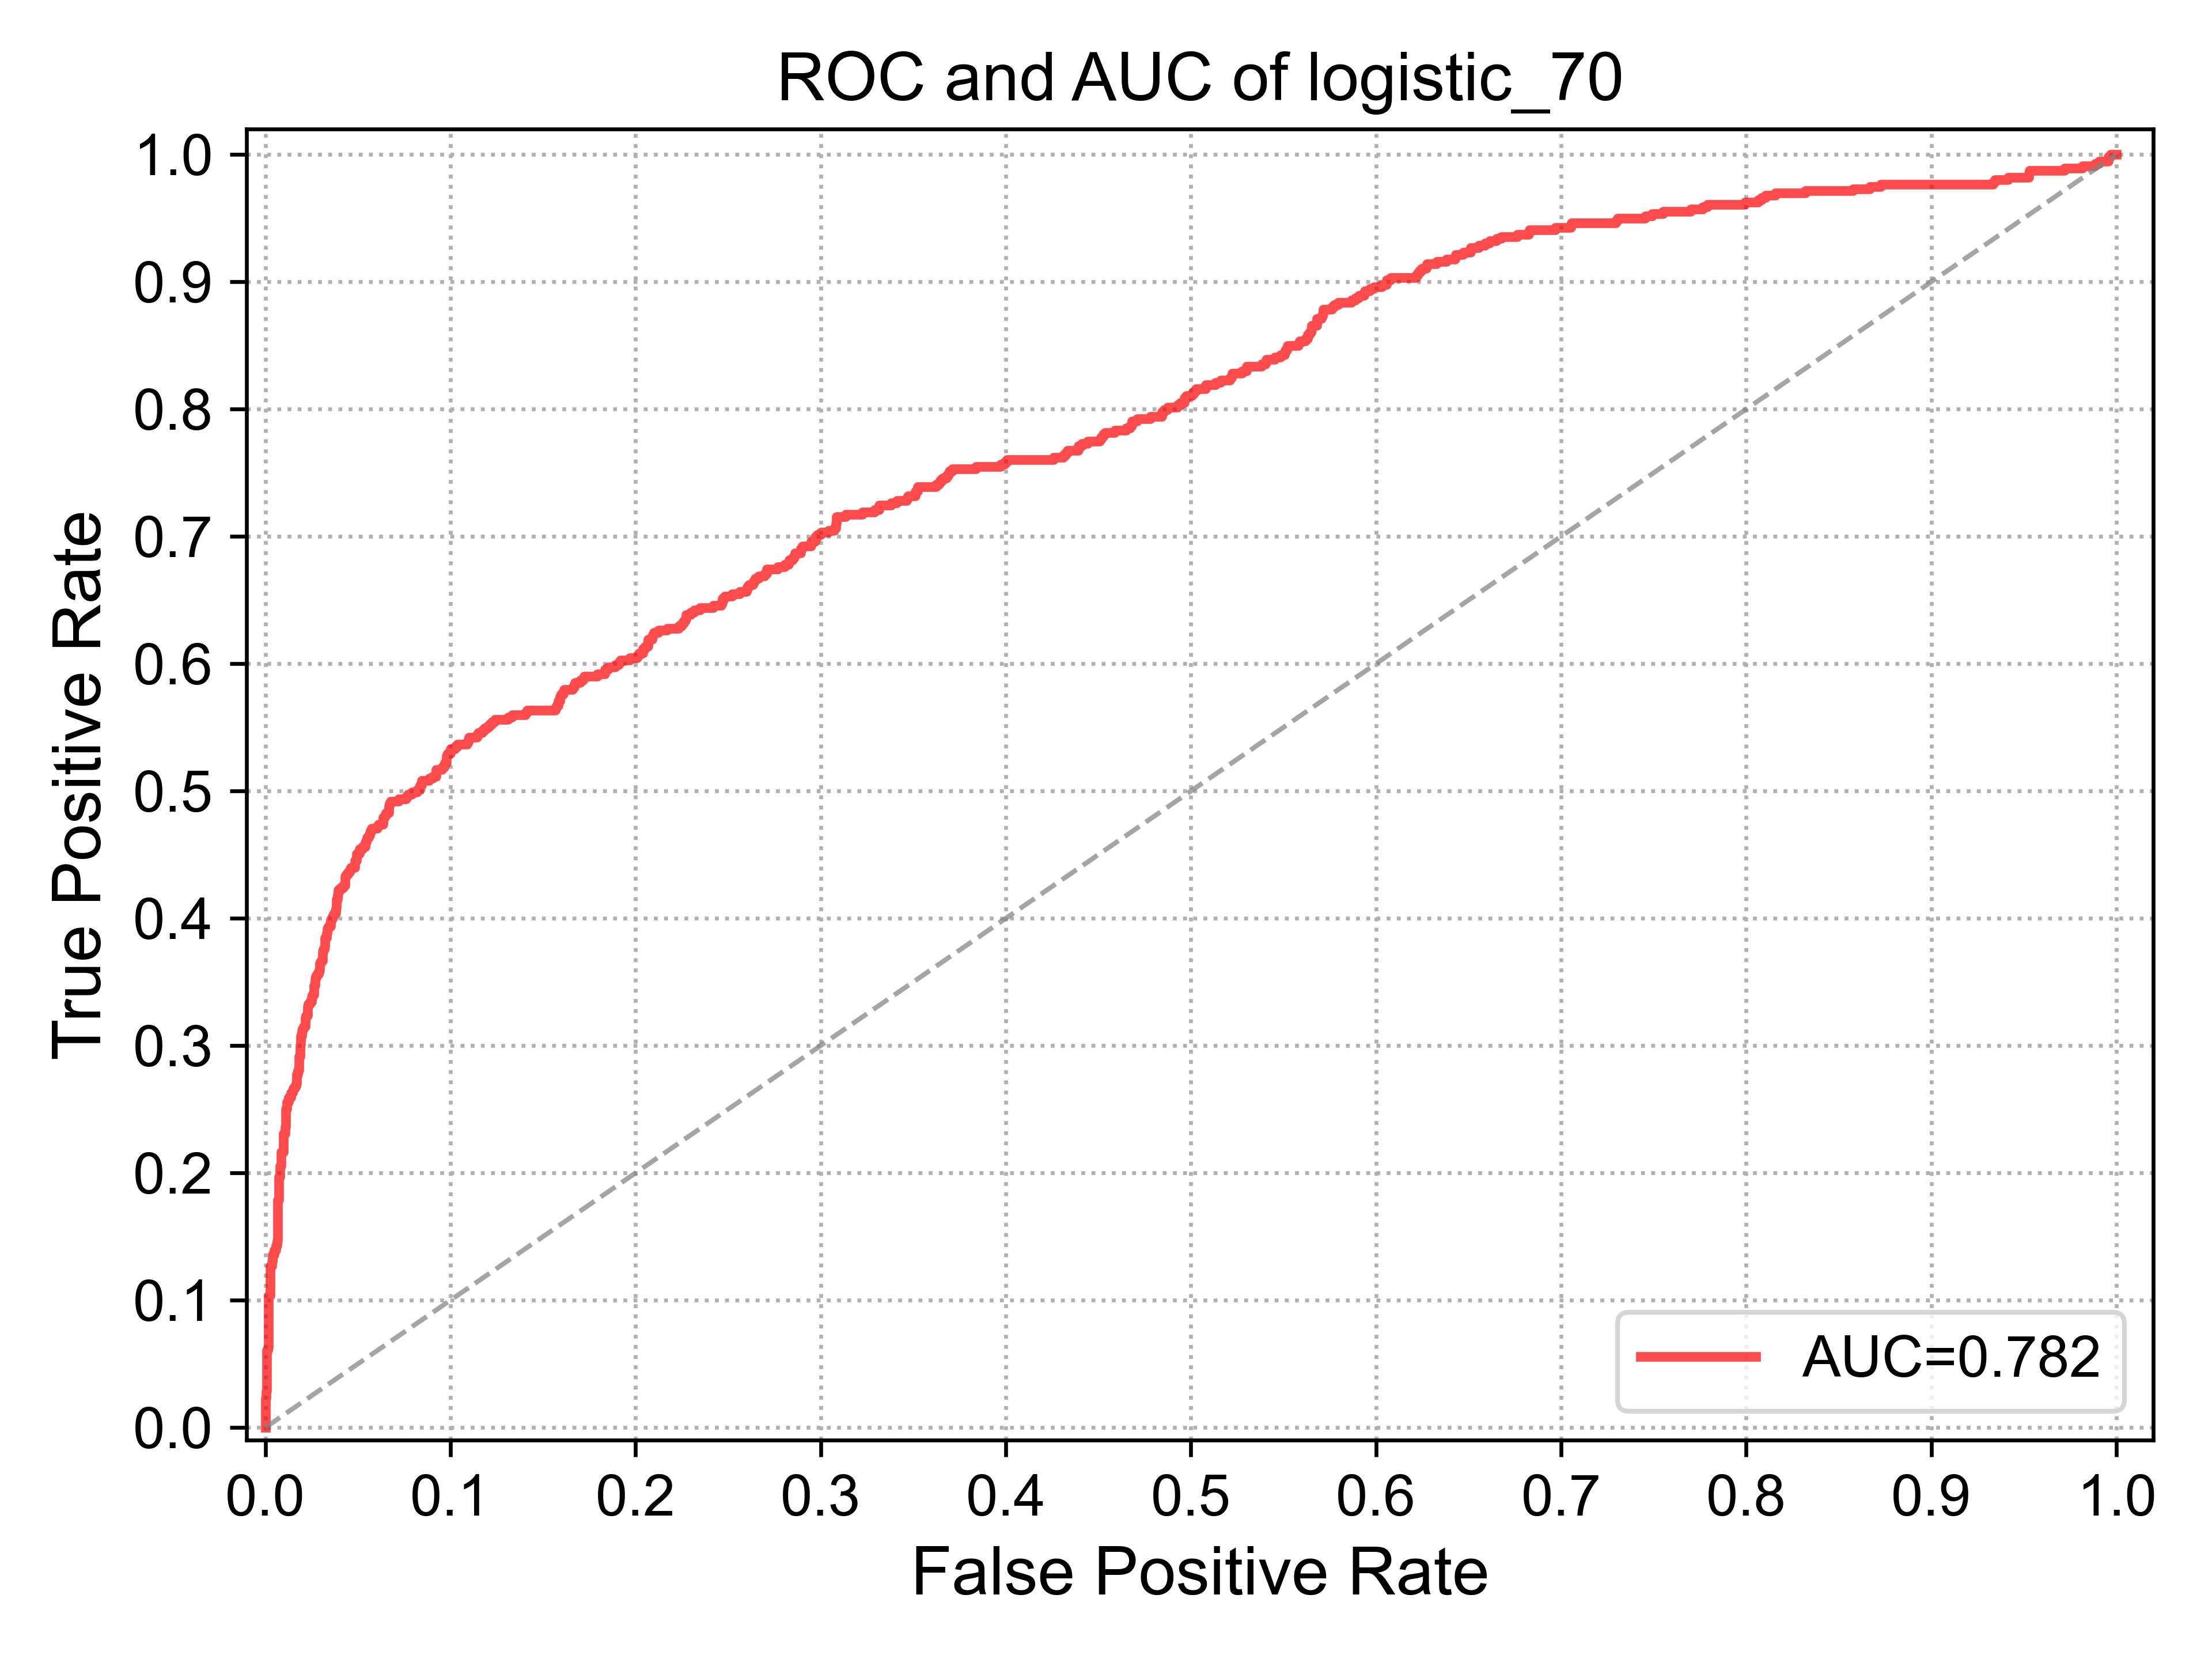 ROC and AUC of logistic_70
1.0
0.9
0.8
0.7
0.6
0.5
0.4
0.3
0.2
0.1
0.0
True Positive Rate
AUC=0.782
0.0 0.1 0.2 0.3 0.4 0.5 0.6 0.7 0.8 0.9 1.0
False Positive Rate